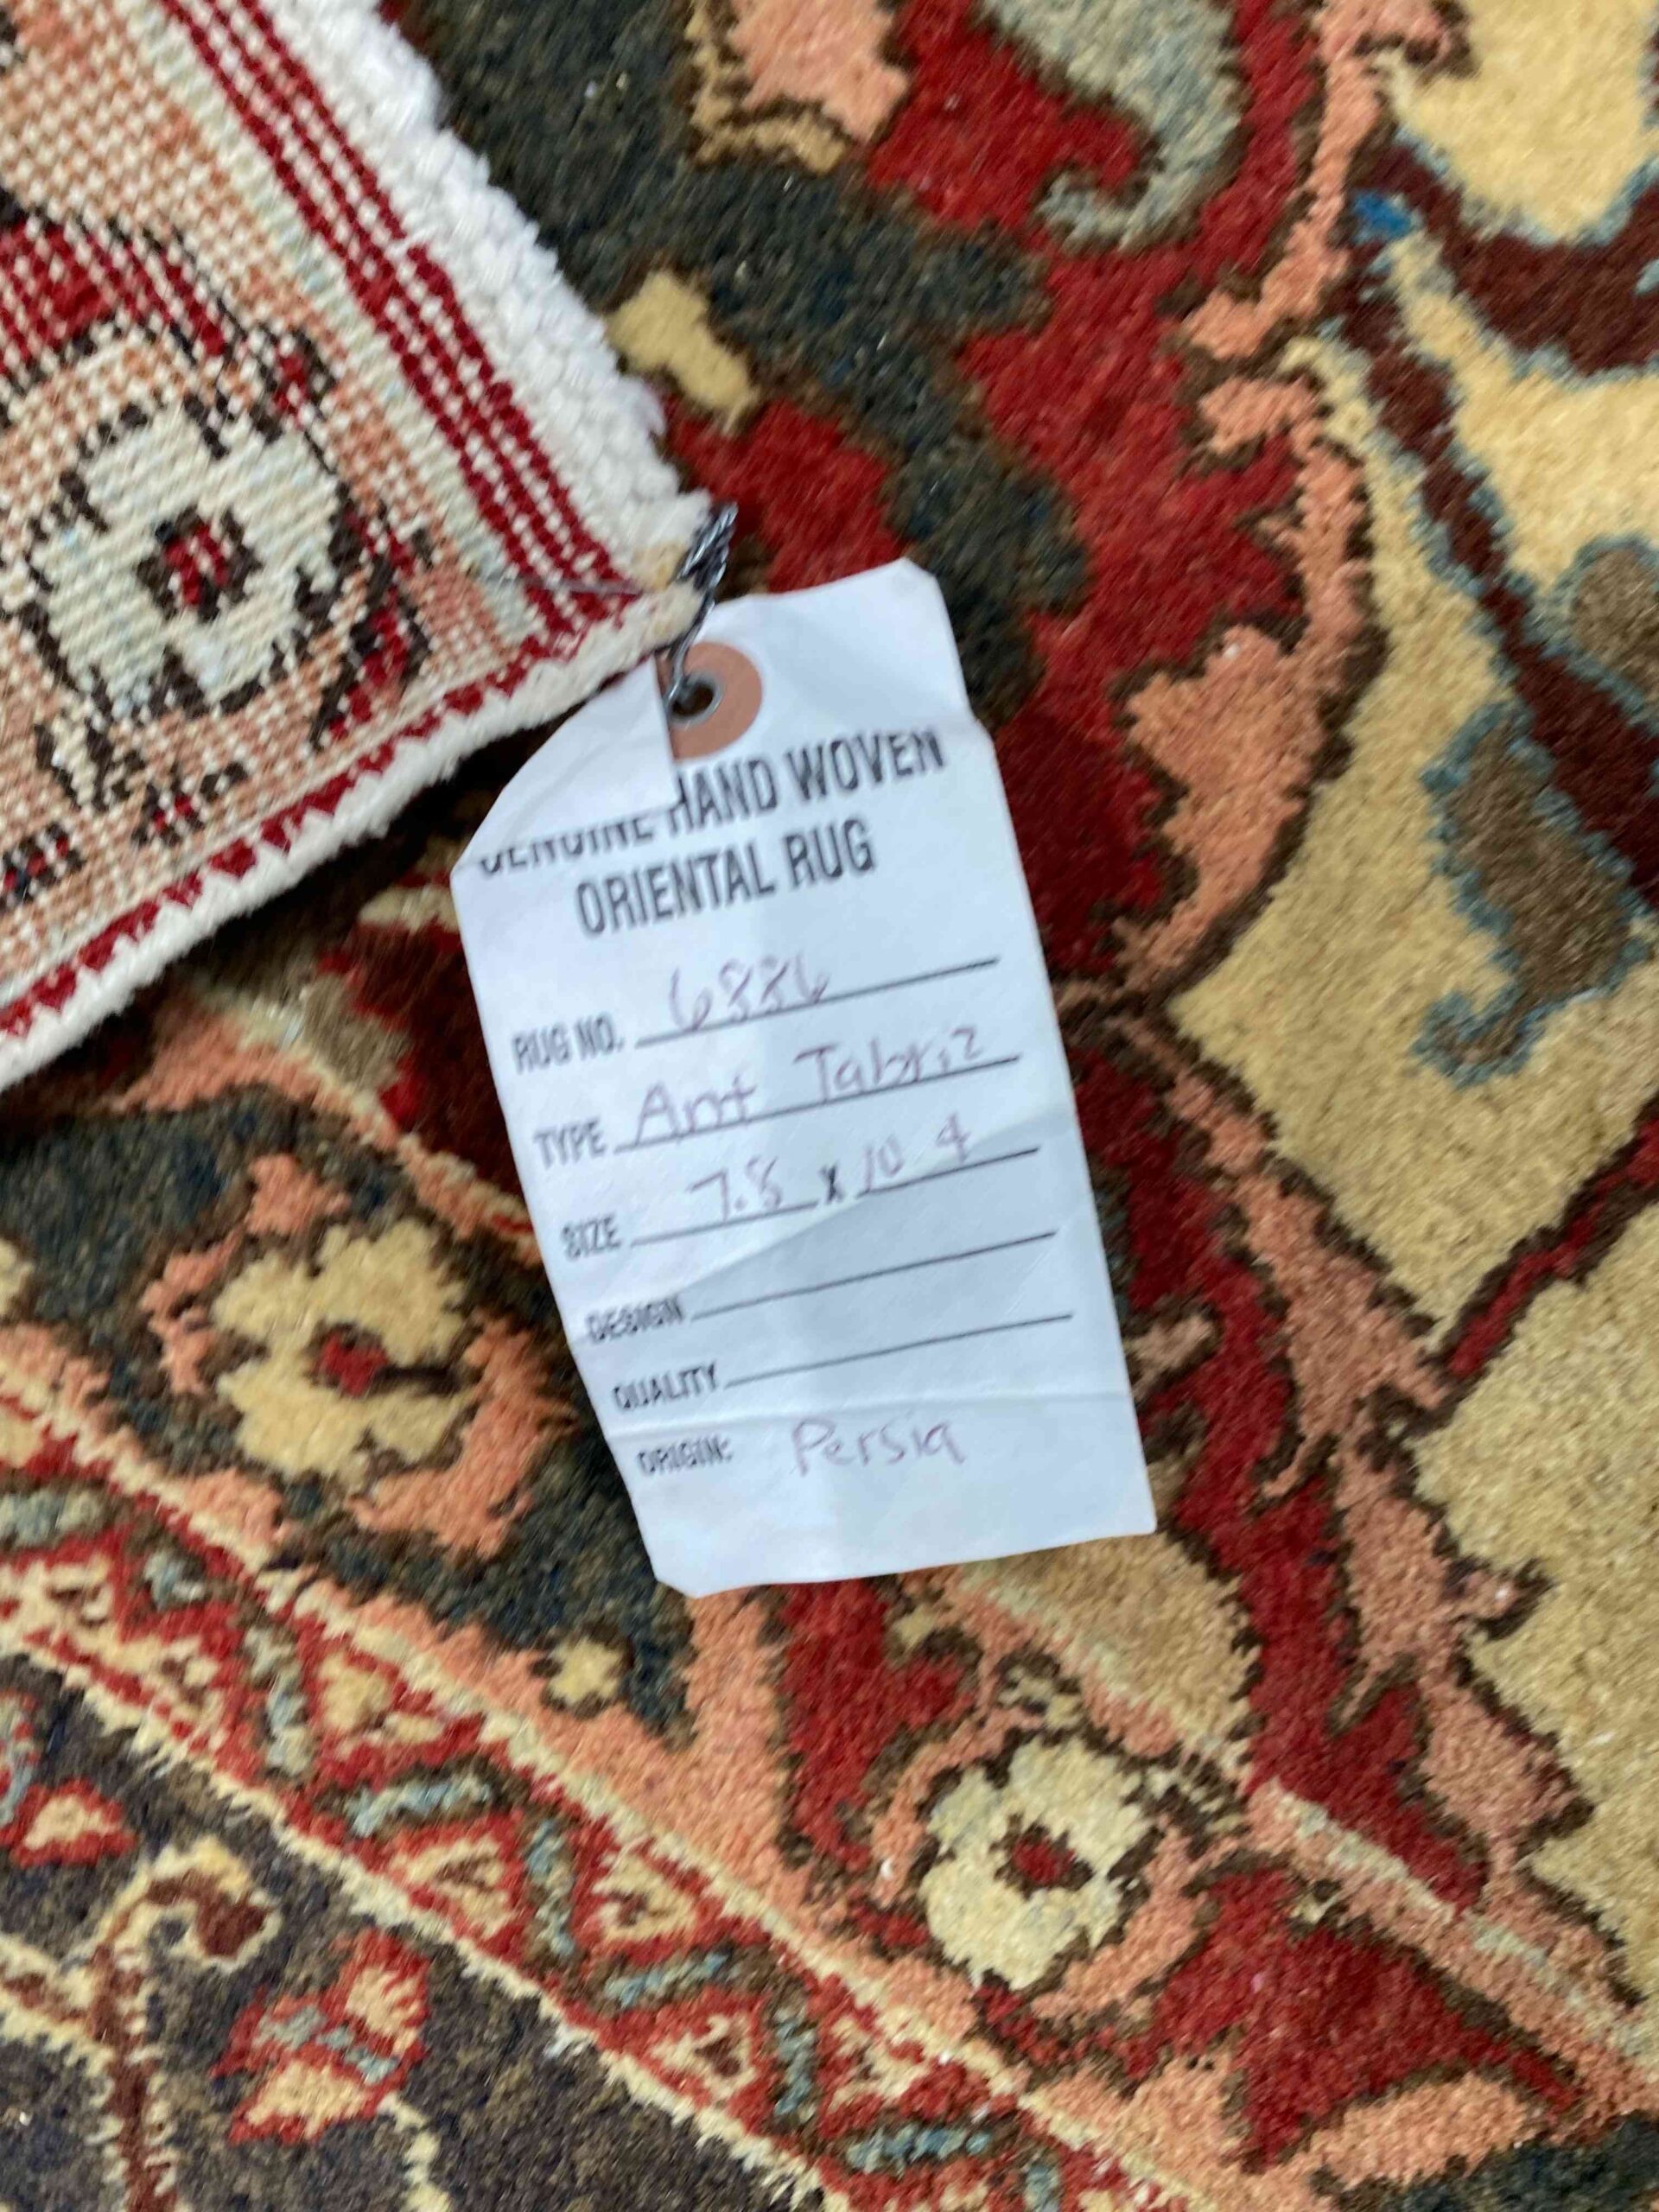 GENUINE HAND WOVEN
ORIENTAL RUG
RUG NO. 6886
TYPE Ant Tabriz
SIZE 7.8 x 10 4
DESIGN
QUALITY
ORIGIN: Persia